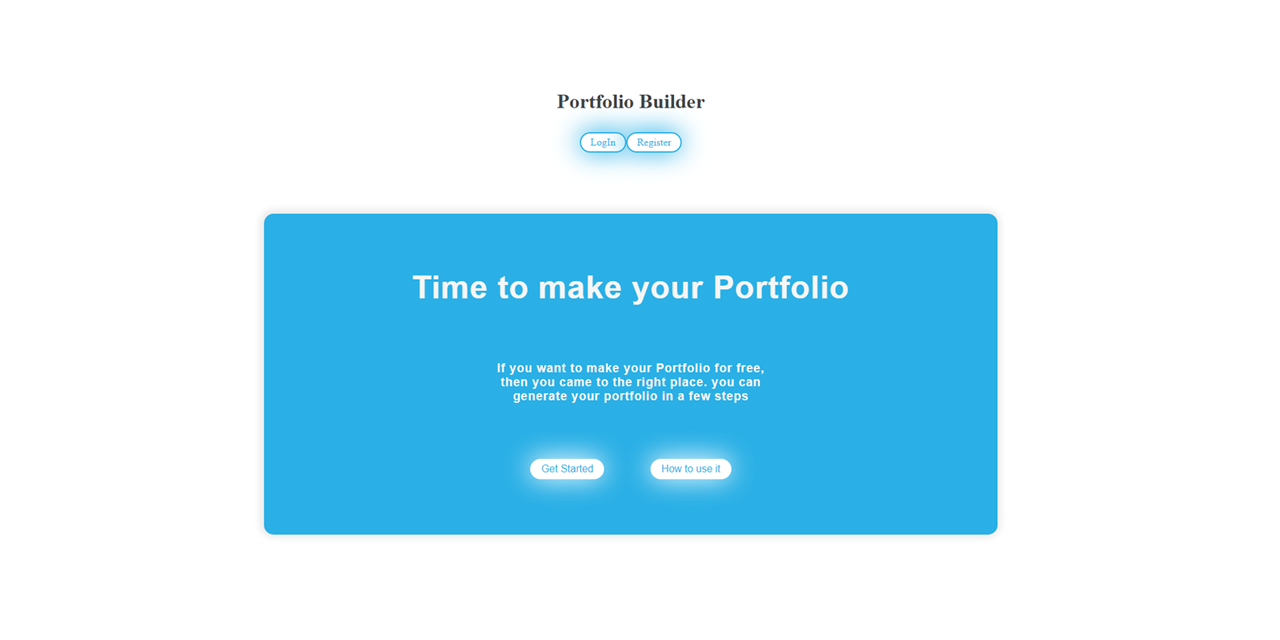 Portfolio Builder
LogIn Register
Time to make your Portfolio
If you want to make your Portfolio for free,
then you came to the right place. you can
generate your portfolio in a few steps
Get Started How to use it